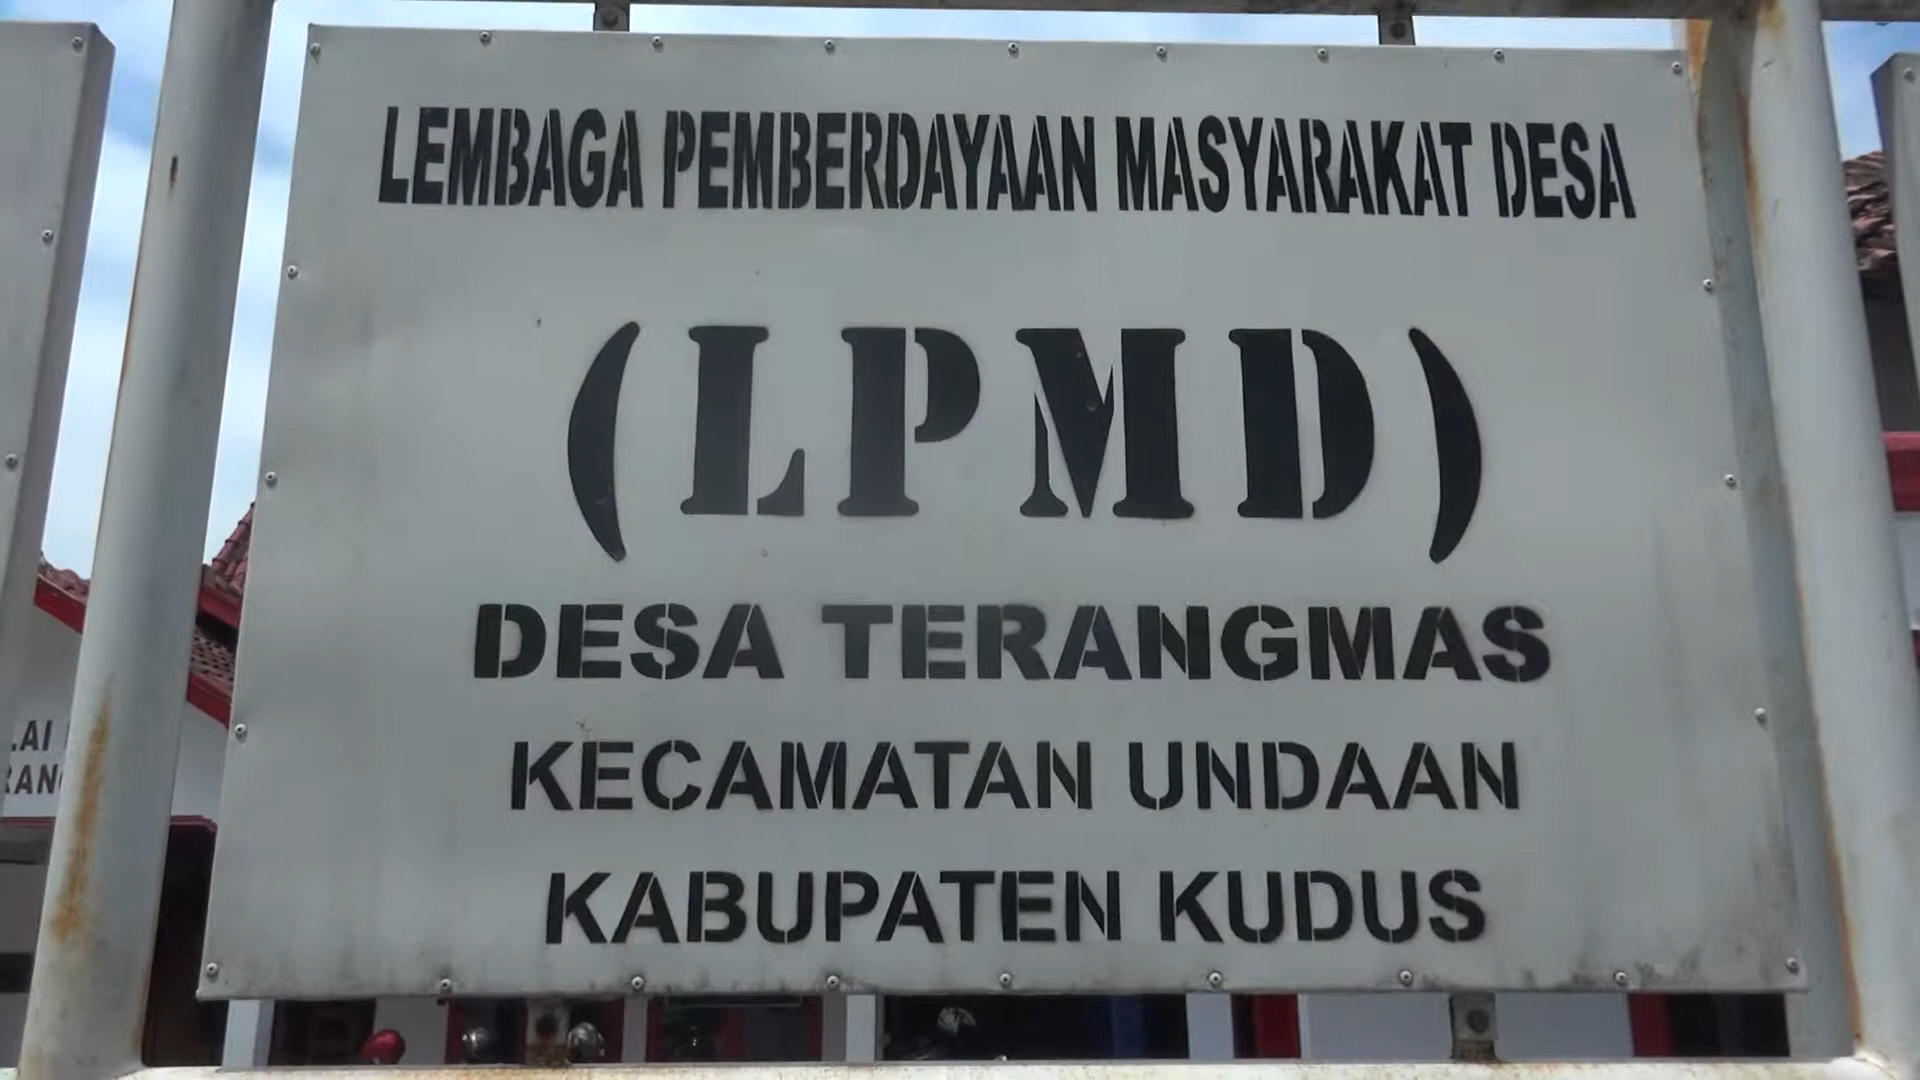 LEMBAGA PEMBERDAYAAN MASYARAKAT DESA
(LPMD)
DESA TERANGMAS
KECAMATAN UNDAAN
KABUPATEN KUDUS